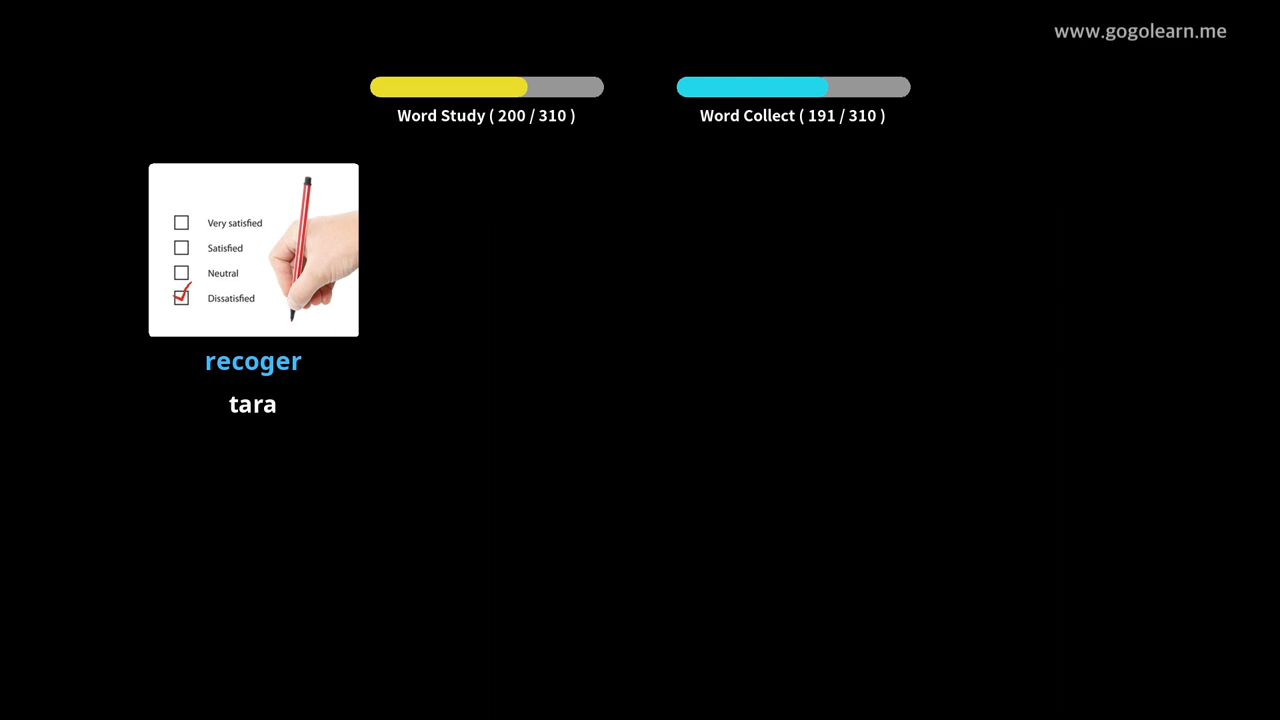 www.gogolearn.me
Word Study ( 200 / 310 )
Word Collect ( 191 / 310 )
Very satisfied
Satisfied
Neutral
Dissatisfied
recoger
tara